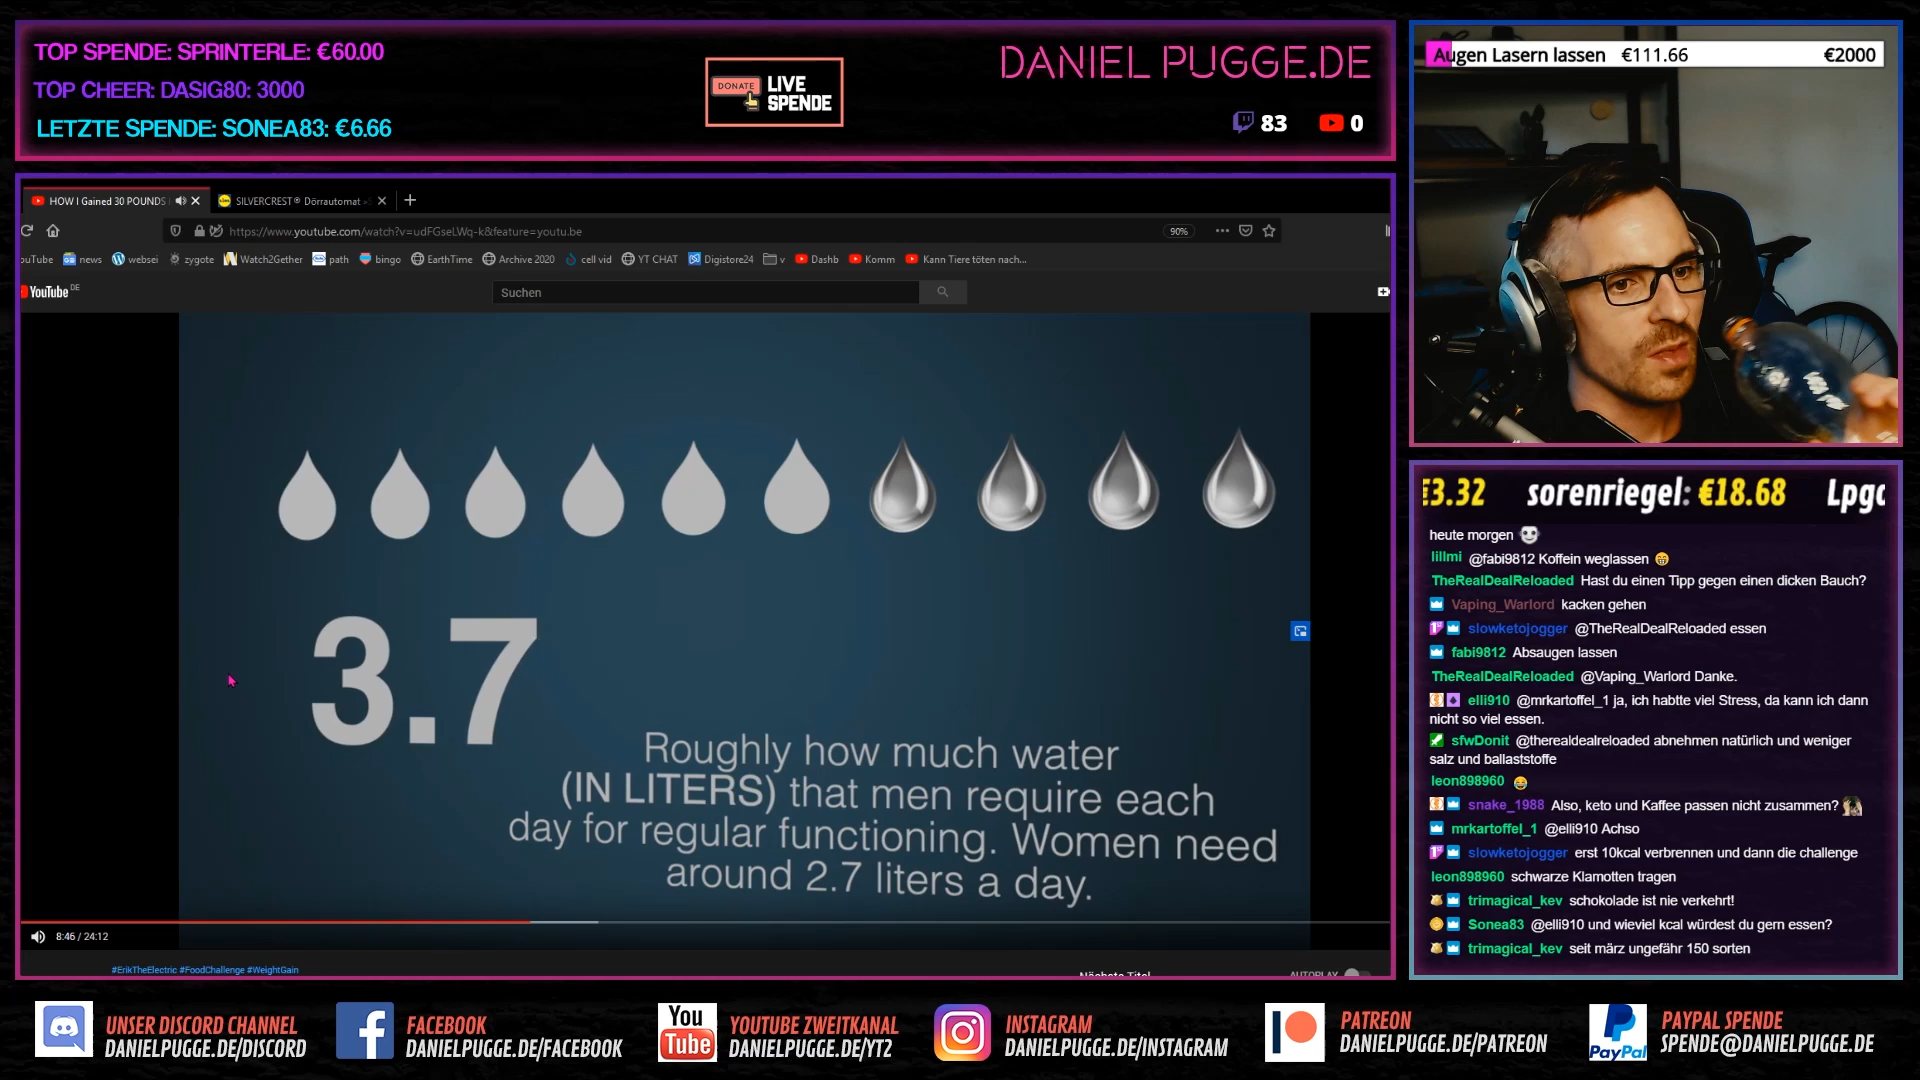 TOP SPENDE: SPRINTERLE: €60.00
TOP CHEER: DASIG80: 3000
LETZTE SPENDE: SONEA83: €6.66
DONATE
LIVE
SPENDE
DANIEL PUGGE.DE
83
0
Augen Lasern lassen €111.66 €2000
HOW I Gained 30 POUNDS
SILVERCREST® Dörrautomat
https://www.youtube.com/watch?v=udFGseLWq-k&feature=youtu.be
90%
ouTube news websei zygote Watch2Gether path bingo EarthTime Archive 2020 cell vid YT CHAT Digistore24 v Dashb Komm Kann Tiere töten nach...
YouTube DE
Suchen
3.7
Roughly how much water
(IN LITERS) that men require each
day for regular functioning. Women need
around 2.7 liters a day.
8:46 / 24:12
#ErikTheElectric #FoodChallenge #WeightGain
Nächste Titel
AUTOPLAY
€3.32 sorenriegel: €18.68 Lpgc
heute morgen
lillmi @fabi9812 Koffein weglassen
TheRealDealReloaded Hast du einen Tipp gegen einen dicken Bauch?
Vaping_Warlord kacken gehen
slowketojogger @TheRealDealReloaded essen
fabi9812 Absaugen lassen
TheRealDealReloaded @Vaping_Warlord Danke.
elli910 @mrkartoffel_1 ja, ich habtte viel Stress, da kann ich dann
nicht so viel essen.
sfwDonit @therealdealreloaded abnehmen natürlich und weniger
salz und ballaststoffe
leon898960
snake_1988 Also, keto und Kaffee passen nicht zusammen?
mrkartoffel_1 @elli910 Achso
slowketojogger erst 10kcal verbrennen und dann die challenge
leon898960 schwarze Klamotten tragen
trimagical_kev schokolade ist nie verkehrt!
Sonea83 @elli910 und wieviel kcal würdest du gern essen?
trimagical_kev seit märz ungefähr 150 sorten
UNSER DISCORD CHANNEL
DANIELPUGGE.DE/DISCORD
FACEBOOK
DANIELPUGGE.DE/FACEBOOK
You
Tube
YOUTUBE ZWEITKANAL
DANIELPUGGE.DE/YT2
INSTAGRAM
DANIELPUGGE.DE/INSTAGRAM
PATREON
DANIELPUGGE.DE/PATREON
PayPal
PAYPAL SPENDE
SPENDE@DANIELPUGGE.DE